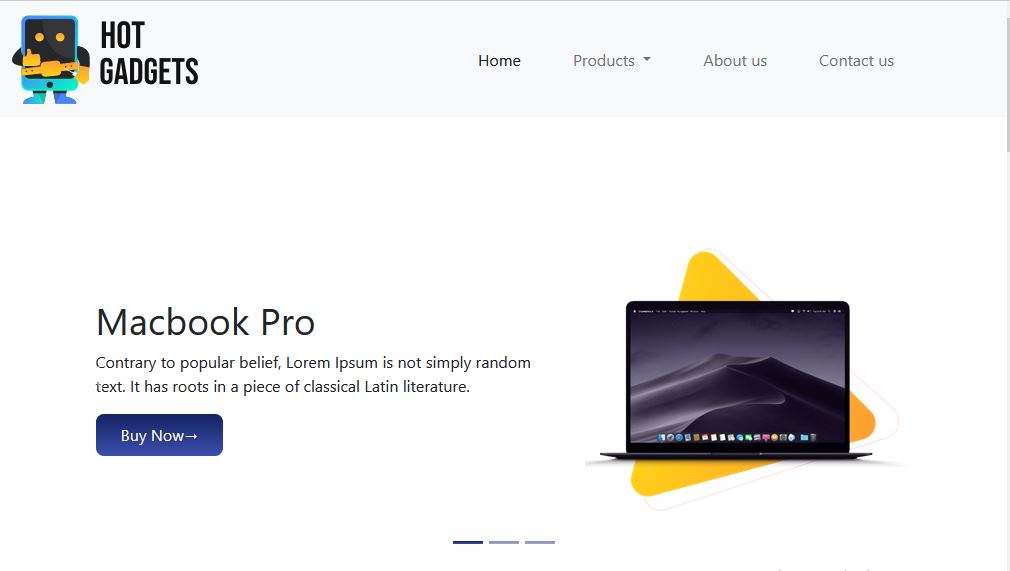 HOT
GADGETS
Home
Products
About us
Contact us
Macbook Pro
Contrary to popular belief, Lorem Ipsum is not simply random
text. It has roots in a piece of classical Latin literature.
Buy Now→